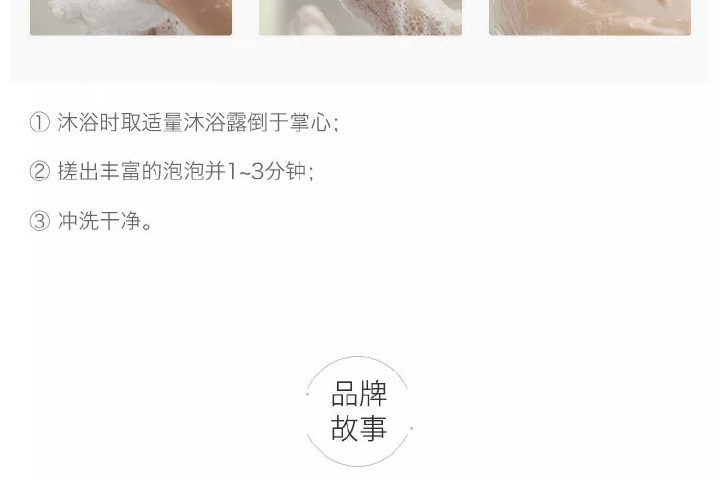 ① 沐浴时取适量沐浴露倒于掌心；
② 搓出丰富的泡泡并1~3分钟；
③ 冲洗干净。
品牌
故事